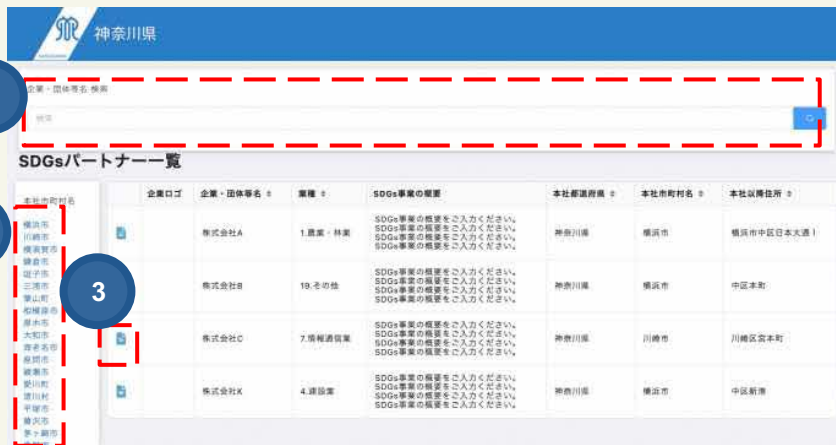 神奈川県
企業・団体等名 検索
検索
SDGsパートナー一覧
本社市町村名
企業ロゴ 企業・団体等名 業種 SDGs事業の概要 本社都道府県 本社市町村名 本社以降住所
横浜市
川崎市
横須賀市
鎌倉市
逗子市
三浦市
葉山町
相模原市
厚木市
大和市
海老名市
座間市
綾瀬市
愛川町
清川村
平塚市
藤沢市
茅ヶ崎市
株式会社A 1.農業・林業
SDGs事業の概要をご入力ください。
SDGs事業の概要をご入力ください。
SDGs事業の概要をご入力ください。
SDGs事業の概要をご入力ください。
神奈川県 横浜市 横浜市中区日本大通1
株式会社B 19.その他
SDGs事業の概要をご入力ください。
SDGs事業の概要をご入力ください。
SDGs事業の概要をご入力ください。
SDGs事業の概要をご入力ください。
神奈川県 横浜市 中区本町
3
株式会社C 7.情報通信業
SDGs事業の概要をご入力ください。
SDGs事業の概要をご入力ください。
SDGs事業の概要をご入力ください。
SDGs事業の概要をご入力ください。
神奈川県 川崎市 川崎区宮本町
株式会社K 4.建設業
SDGs事業の概要をご入力ください。
SDGs事業の概要をご入力ください。
SDGs事業の概要をご入力ください。
SDGs事業の概要をご入力ください。
神奈川県 横浜市 中区新港